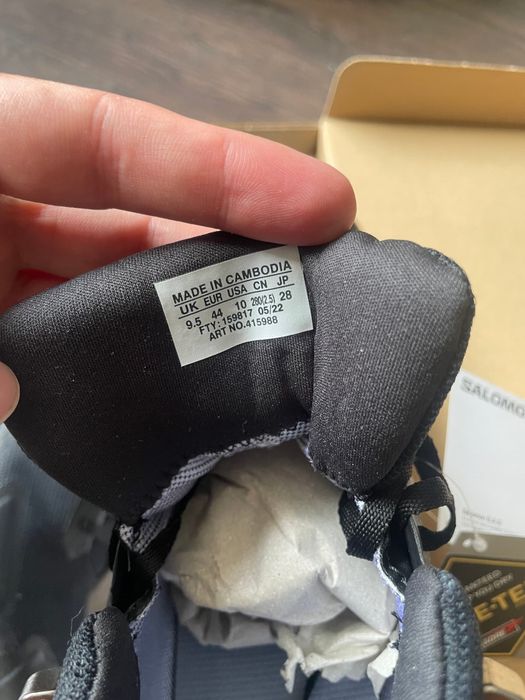 MADE IN CAMBODIA
UK EUR USA CN JP
9.5 44 10 280(2.5) 28
FTY: 159817 05/22
ART NO.415988
SALOMO